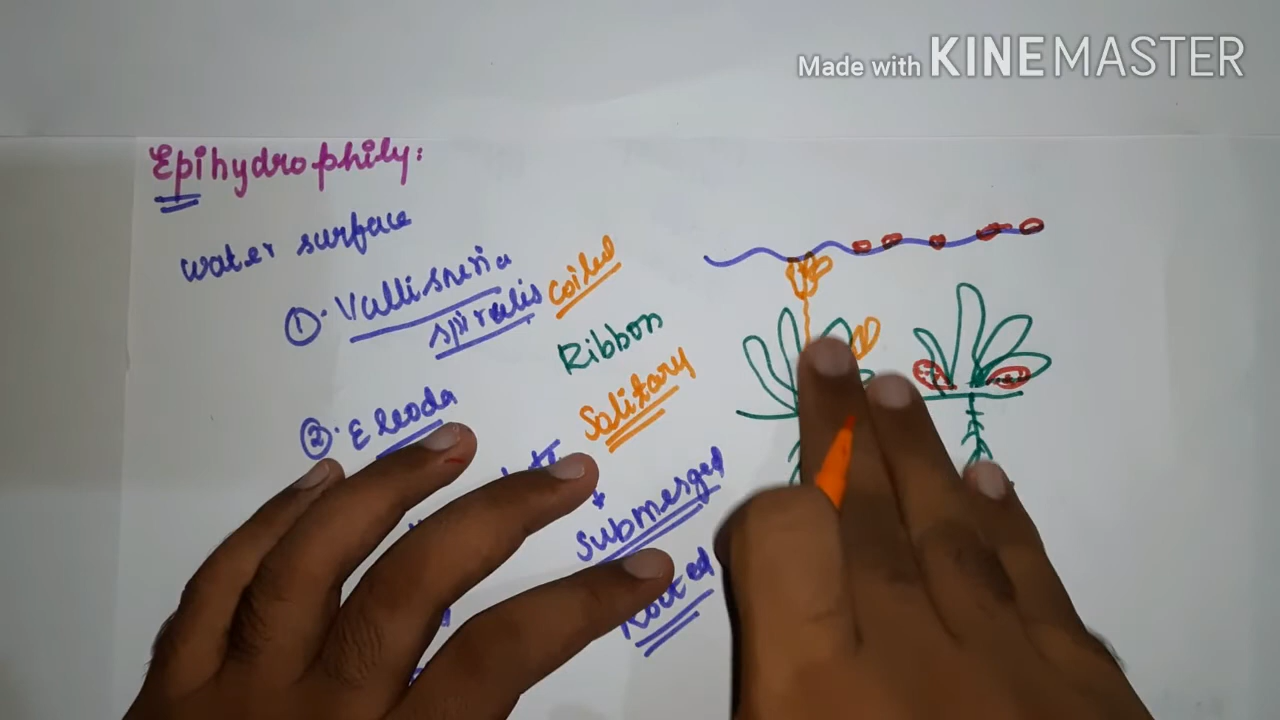 Made with KINEMASTER
Epihydrophily:
water surface
①. Vallisneria
spiralis
coiled
Ribbon
Solitary
②. Eleoda
+
Submerged
Rooted